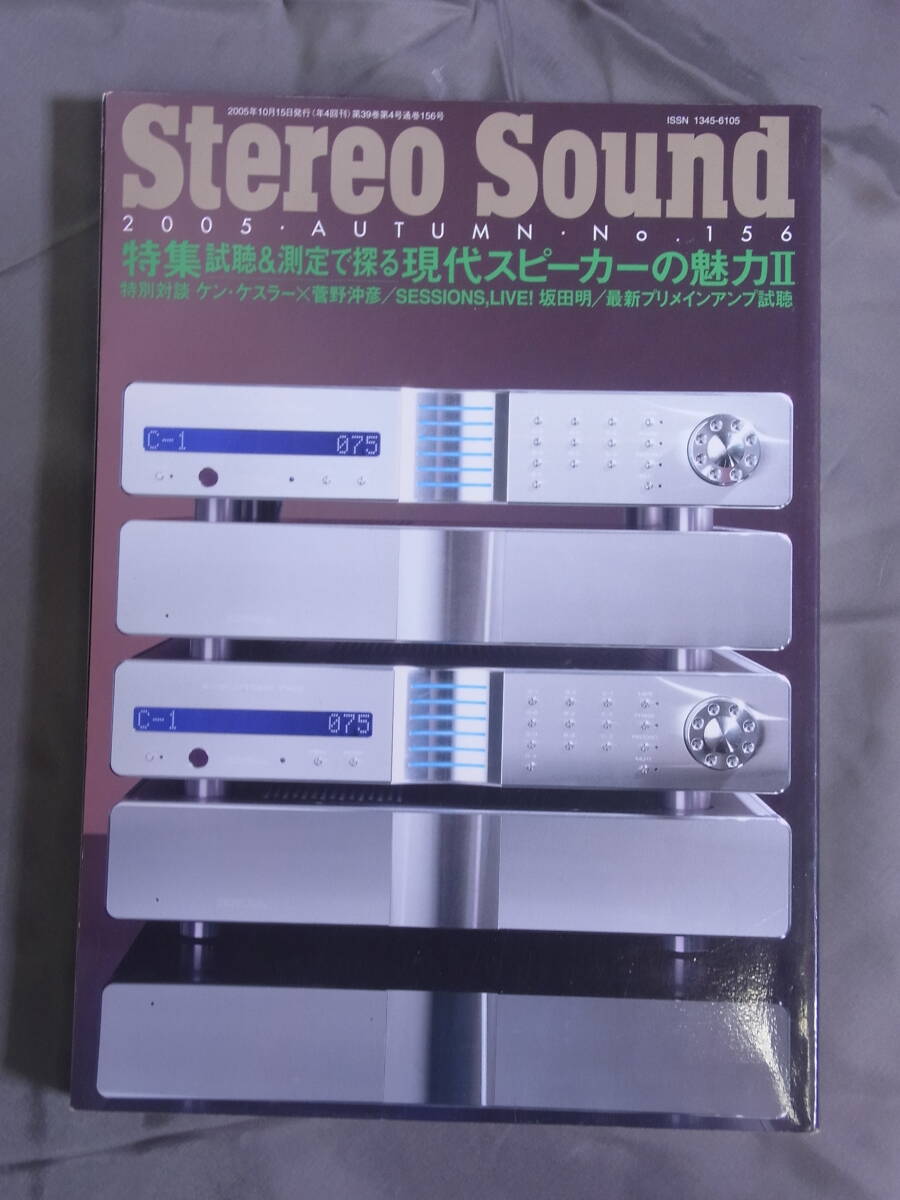 2005年10月15日発行(年4回刊)第39巻第4号通巻156号
ISSN 1345-6105
Stereo Sound
2005・AUTUMN・No.156
特集 試聴&測定で探る 現代スピーカーの魅力II
特別対談 ケン・ケスラー×菅野沖彦/SESSIONS,LIVE! 坂田明/最新プリメインアンプ試聴
C-1 075
C-1 075